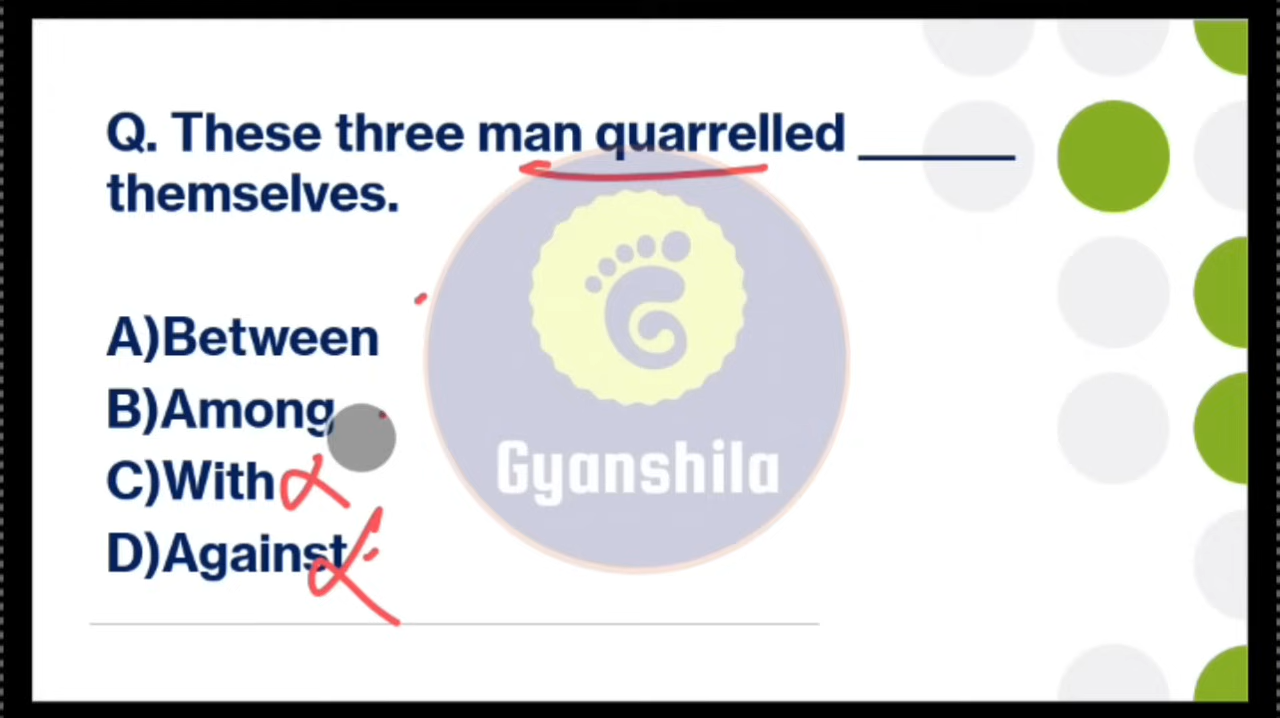 Q. These three man quarrelled ______
themselves.
A)Between
B)Among
C)With
D)Against
Gyanshila